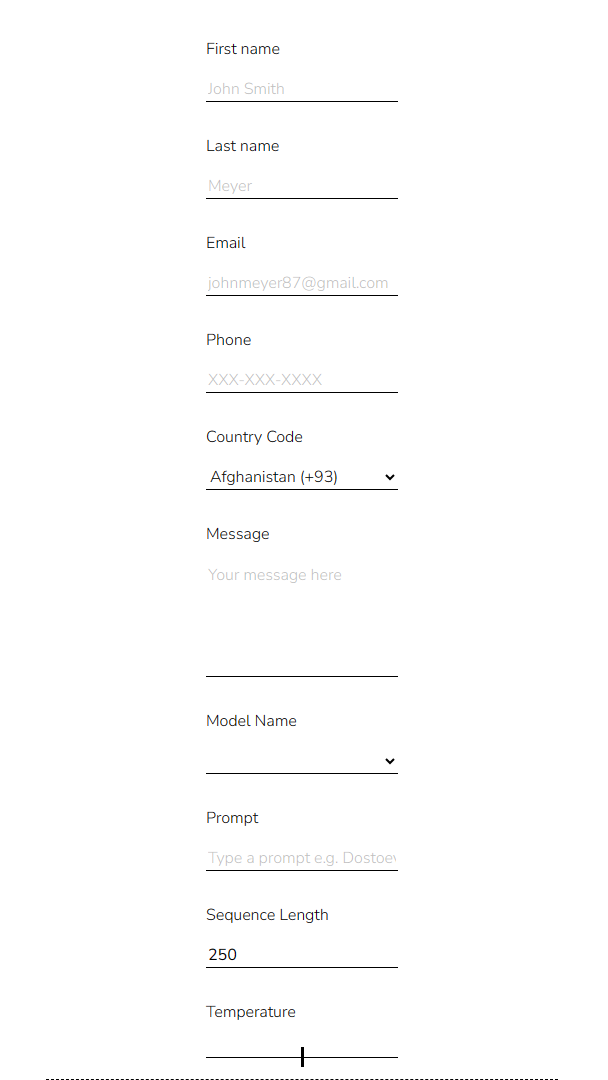 First name
John Smith
Last name
Meyer
Email
johnmeyer87@gmail.com
Phone
XXX-XXX-XXXX
Country Code
Afghanistan (+93)
Message
Your message here
Model Name
Prompt
Type a prompt e.g. Dostoev
Sequence Length
250
Temperature